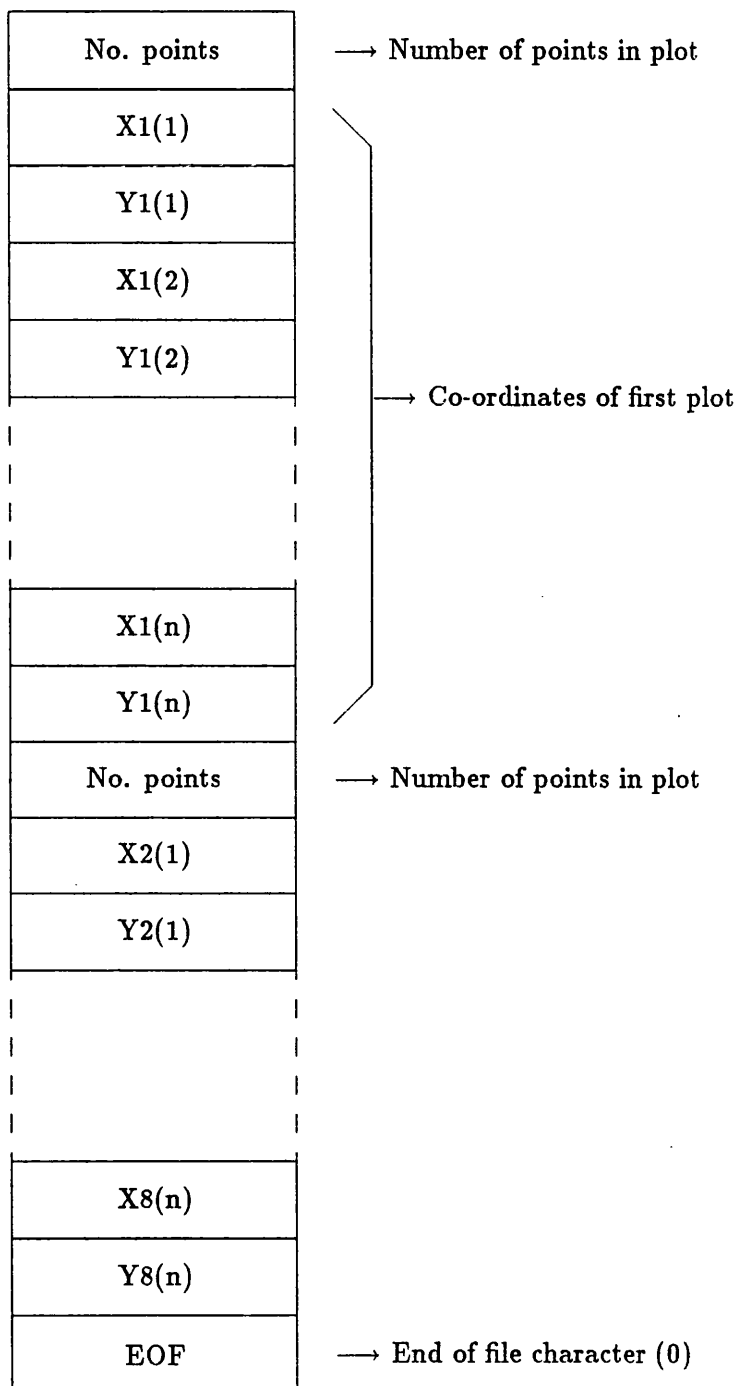 No. points → Number of points in plot
X1(1)
Y1(1)
X1(2)
Y1(2)
→ Co-ordinates of first plot
X1(n)
Y1(n)
No. points → Number of points in plot
X2(1)
Y2(1)
X8(n)
Y8(n)
EOF → End of file character (0)